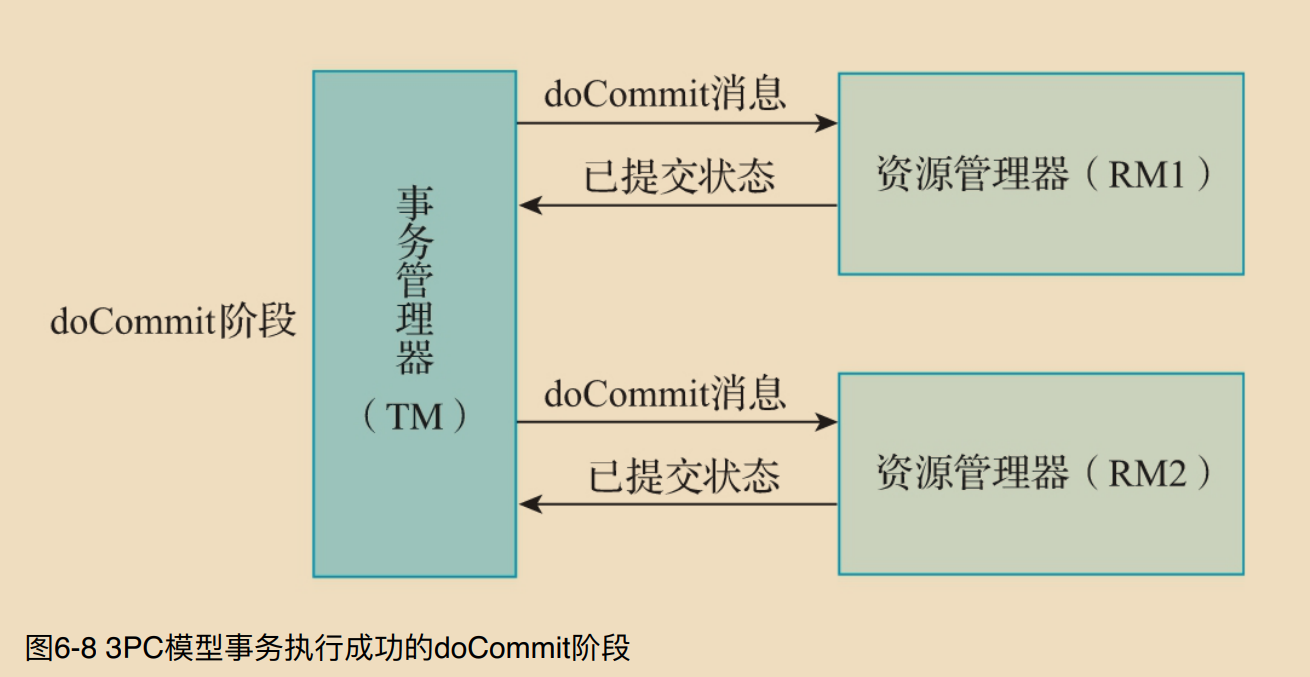 doCommit消息
已提交状态
资源管理器（RM1）
事务管理器
（TM）
doCommit阶段
doCommit消息
已提交状态
资源管理器（RM2）
图6-8 3PC模型事务执行成功的doCommit阶段